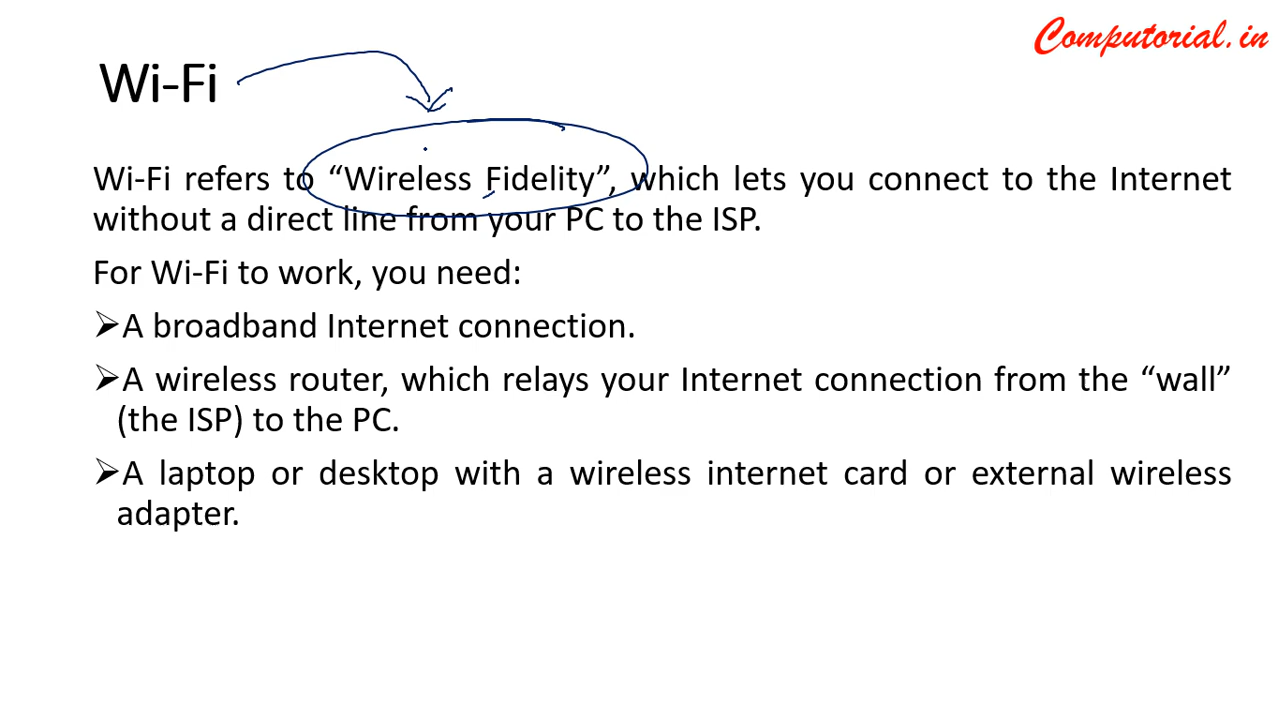 Computorial.in
Wi-Fi
Wi-Fi refers to “Wireless Fidelity”, which lets you connect to the Internet
without a direct line from your PC to the ISP.
For Wi-Fi to work, you need:
➢A broadband Internet connection.
➢A wireless router, which relays your Internet connection from the “wall”
(the ISP) to the PC.
➢A laptop or desktop with a wireless internet card or external wireless
adapter.